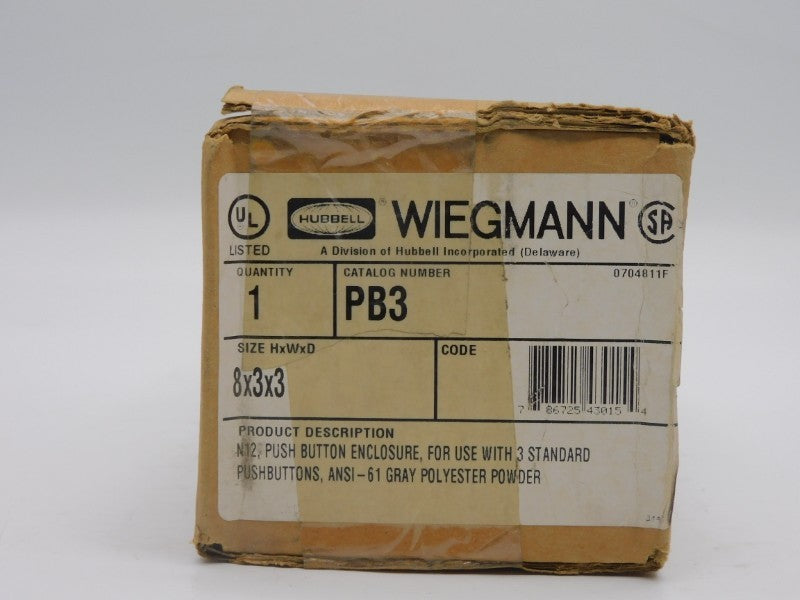 UL HUBBELL ® WIEGMANN ® SA
LISTED A Division of Hubbell Incorporated (Delaware)
QUANTITY CATALOG NUMBER 0704811F
1 PB3
SIZE HxWxD CODE
8x3x3
7 86725 43015 4
PRODUCT DESCRIPTION
N12, PUSH BUTTON ENCLOSURE, FOR USE WITH 3 STANDARD
PUSHBUTTONS, ANSI-61 GRAY POLYESTER POWDER